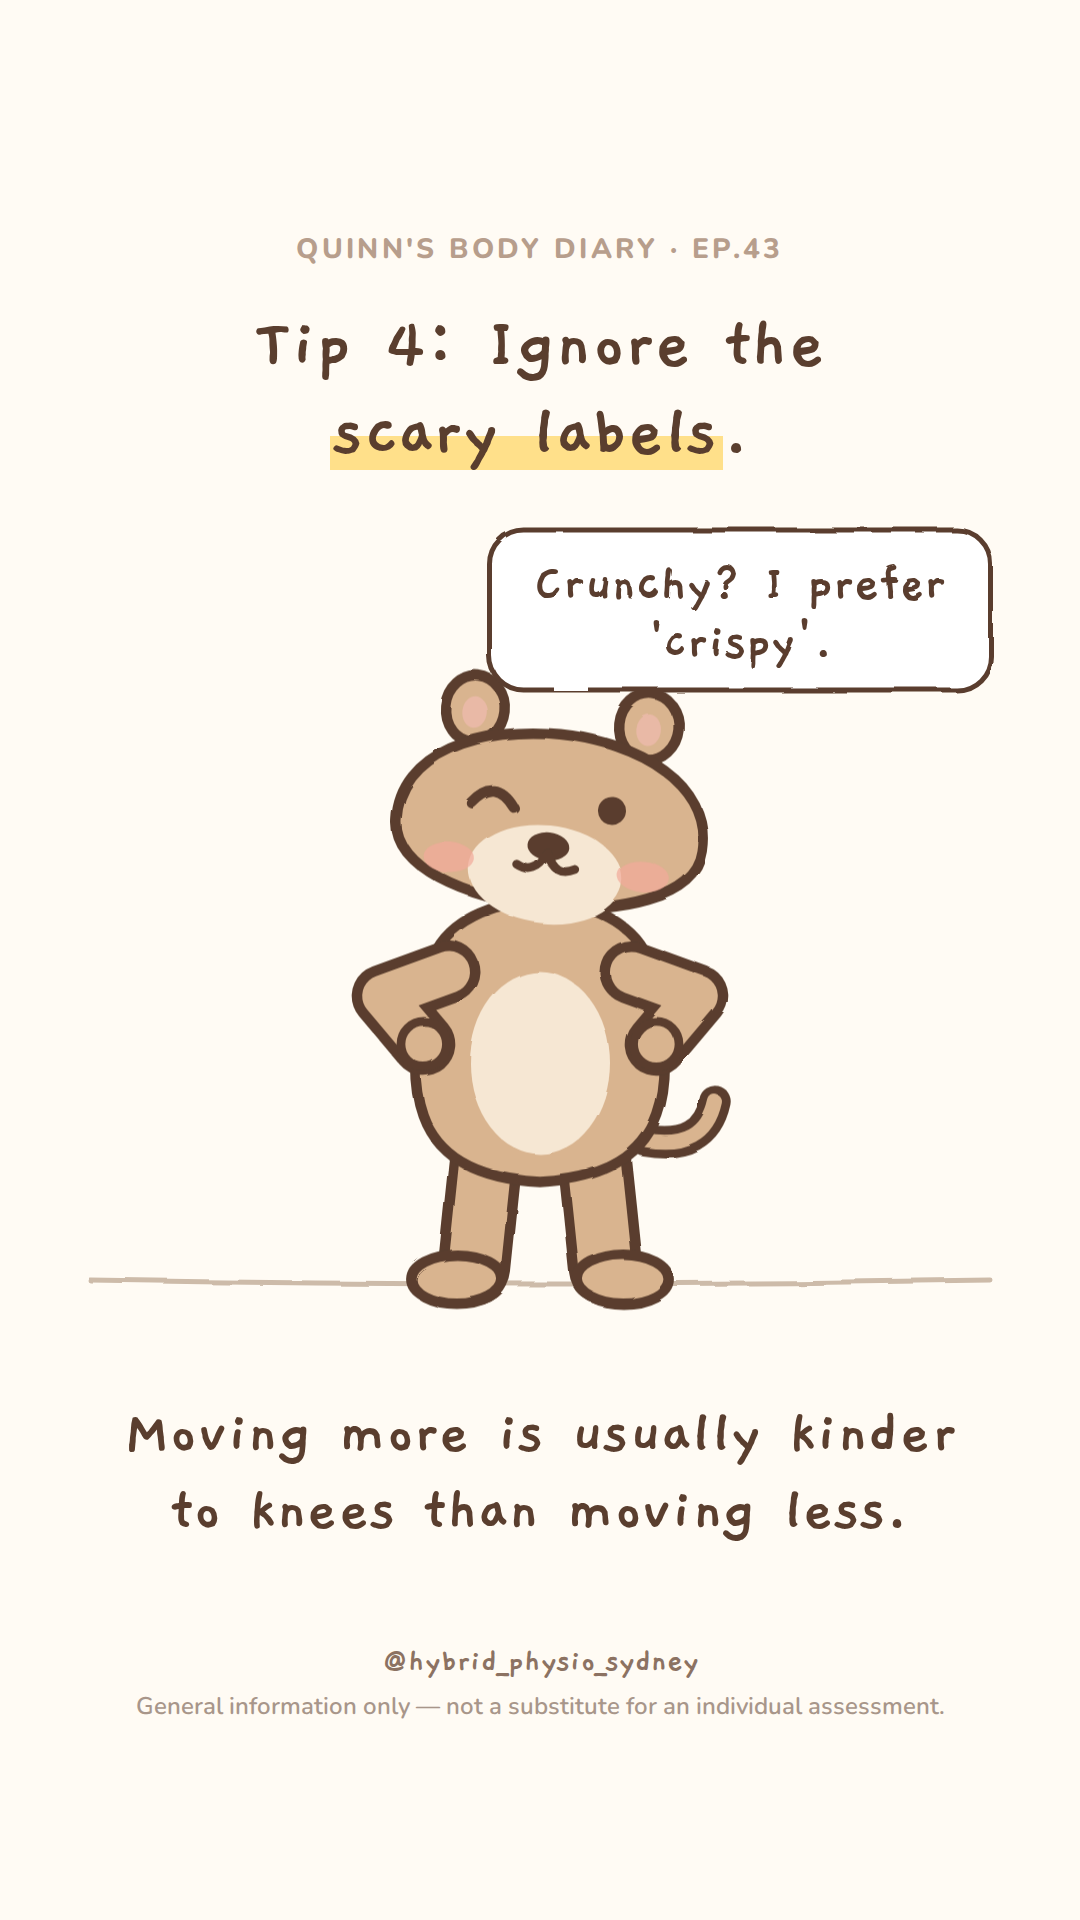 QUINN'S BODY DIARY · EP.43
Tip 4: Ignore the
scary labels.
Crunchy? I prefer
'crispy'.
Moving more is usually kinder
to knees than moving less.
@hybrid_physio_sydney
General information only — not a substitute for an individual assessment.